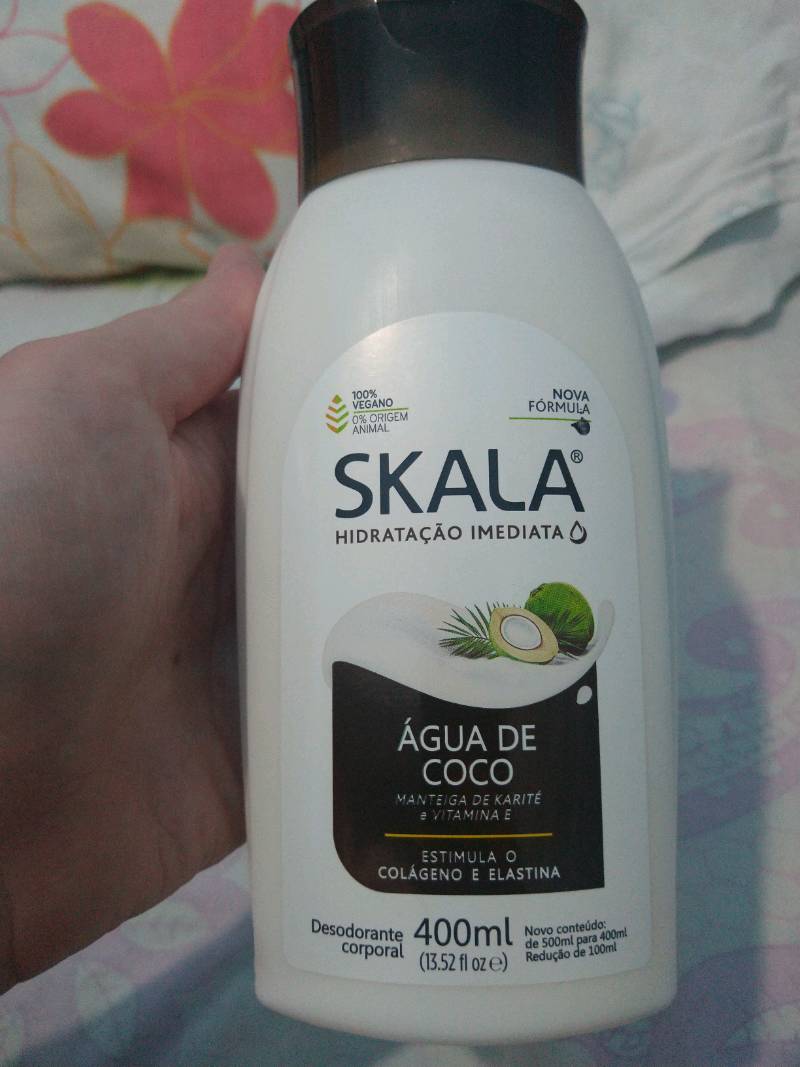 100%
VEGANO
0% ORIGEM
ANIMAL
NOVA
FÓRMULA
SKALA®
HIDRATAÇÃO IMEDIATA
ÁGUA DE
COCO
MANTEIGA DE KARITÉ
e VITAMINA E
ESTIMULA O
COLÁGENO E ELASTINA
Desodorante
corporal
400ml
(13.52 fl oz ℮)
Novo conteúdo:
de 500ml para 400ml
Redução de 100ml